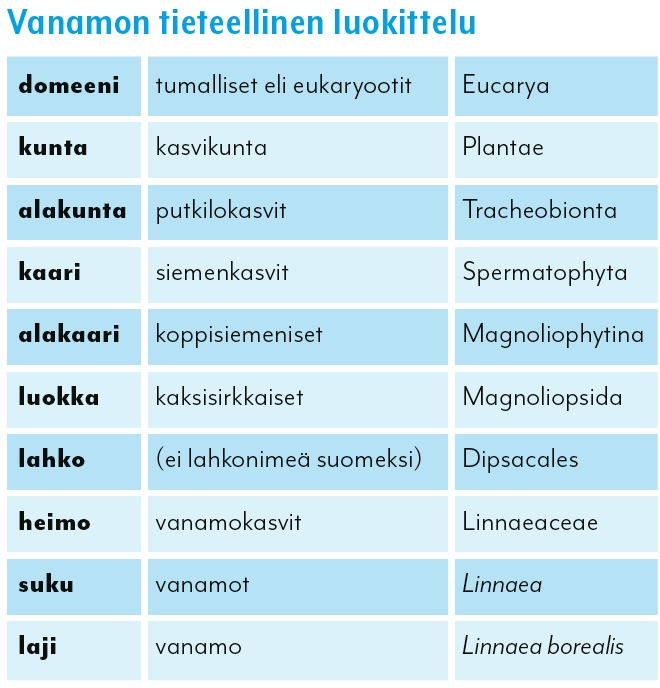 Vanamon tieteellinen luokittelu
domeeni tumalliset eli eukaryootit Eucarya
kunta kasvikunta Plantae
alakunta putkilokasvit Tracheobionta
kaari siemenkasvit Spermatophyta
alakaari koppisiemeniset Magnoliophytina
luokka kaksisirkkaiset Magnoliopsida
lahko (ei lahkonimeä suomeksi) Dipsacales
heimo vanamokasvit Linnaeaceae
suku vanamot Linnaea
laji vanamo Linnaea borealis